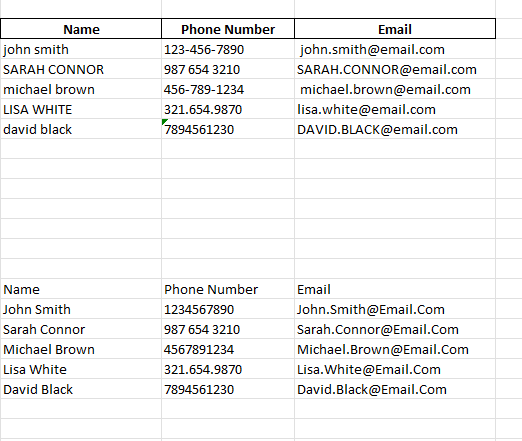 Name Phone Number Email
john smith 123-456-7890 john.smith@email.com
SARAH CONNOR 987 654 3210 SARAH.CONNOR@email.com
michael brown 456-789-1234 michael.brown@email.com
LISA WHITE 321.654.9870 lisa.white@email.com
david black 7894561230 DAVID.BLACK@email.com
Name Phone Number Email
John Smith 1234567890 John.Smith@Email.Com
Sarah Connor 987 654 3210 Sarah.Connor@Email.Com
Michael Brown 4567891234 Michael.Brown@Email.Com
Lisa White 321.654.9870 Lisa.White@Email.Com
David Black 7894561230 David.Black@Email.Com